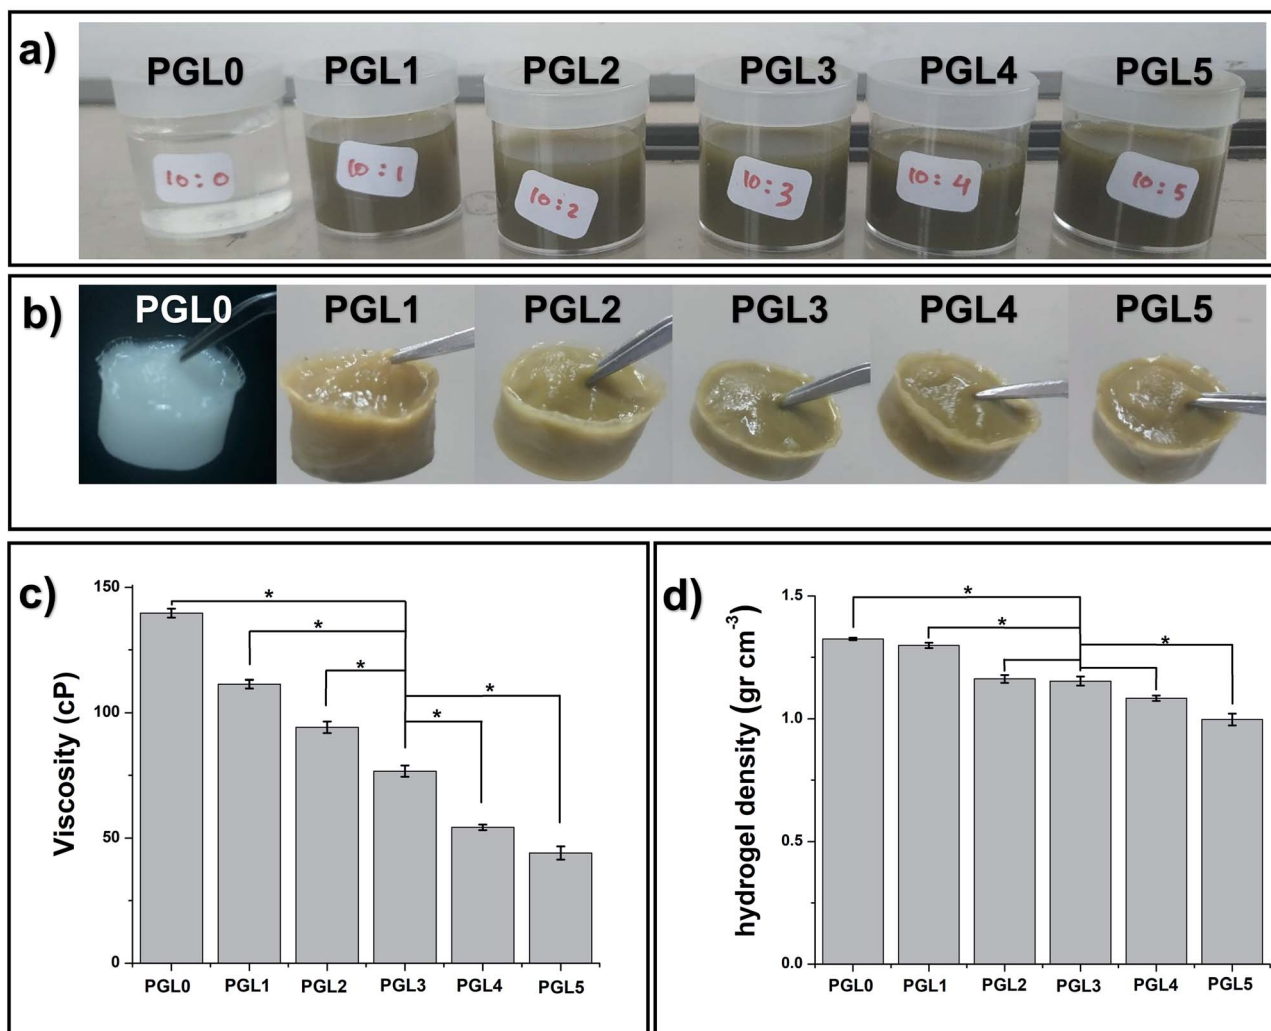 a)
PGL0 PGL1 PGL2 PGL3 PGL4 PGL5
10:0 10:1 10:2 10:3 10:4 10:5
b)
PGL0 PGL1 PGL2 PGL3 PGL4 PGL5
c)
Viscosity (cP)
150
100
50
0
* * * * *
PGL0 PGL1 PGL2 PGL3 PGL4 PGL5
d)
hydrogel density (gr cm⁻³)
1.5
1.0
0.5
0.0
* * *
PGL0 PGL1 PGL2 PGL3 PGL4 PGL5